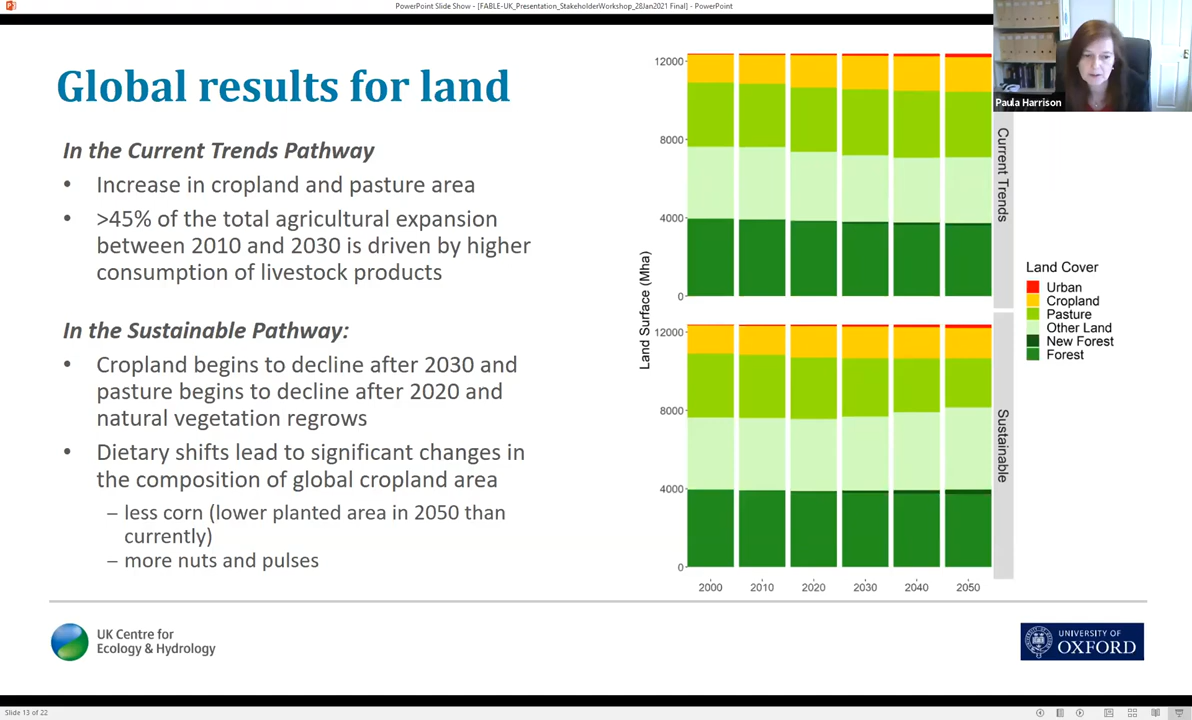 PowerPoint Slide Show - [FABLE-UK_Presentation_StakeholderWorkshop_28Jan2021 Final] - PowerPoint
Paula Harrison
Global results for land
In the Current Trends Pathway
• Increase in cropland and pasture area
• >45% of the total agricultural expansion
between 2010 and 2030 is driven by higher
consumption of livestock products
In the Sustainable Pathway:
• Cropland begins to decline after 2030 and
pasture begins to decline after 2020 and
natural vegetation regrows
• Dietary shifts lead to significant changes in
the composition of global cropland area
– less corn (lower planted area in 2050 than
currently)
– more nuts and pulses
Land Surface (Mha)
12000
8000
4000
0
Current Trends
12000
8000
4000
0
Sustainable
2000 2010 2020 2030 2040 2050
Land Cover
Urban
Cropland
Pasture
Other Land
New Forest
Forest
UK Centre for
Ecology & Hydrology
UNIVERSITY OF
OXFORD
Slide 13 of 22